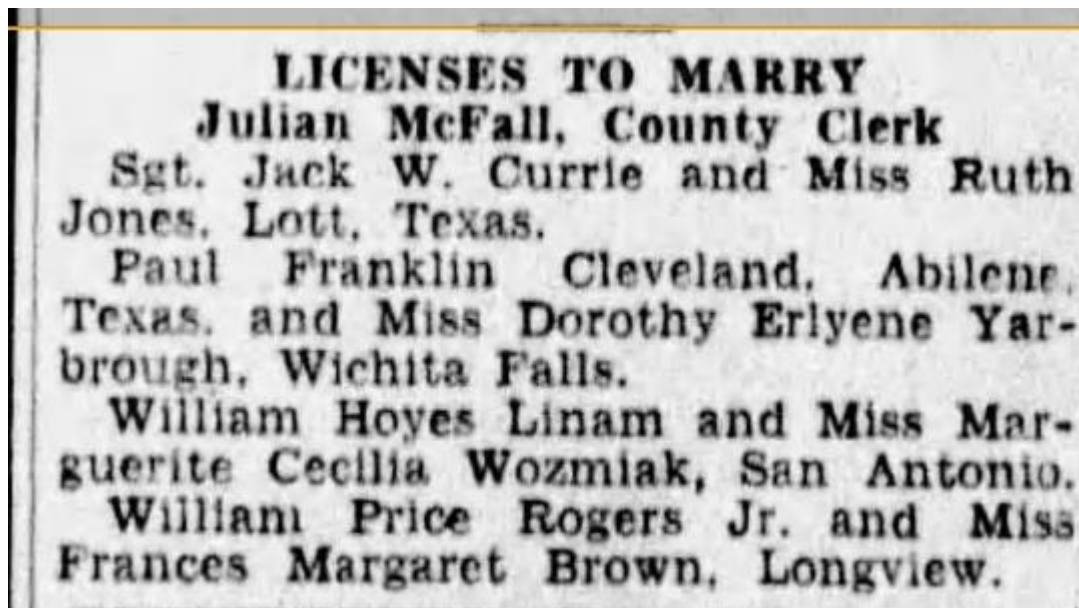 LICENSES TO MARRY
Julian McFall, County Clerk
Sgt. Jack W. Currie and Miss Ruth
Jones, Lott, Texas.
Paul Franklin Cleveland, Abilene,
Texas, and Miss Dorothy Erlyene Yar-
brough, Wichita Falls.
William Hoyes Linam and Miss Mar-
guerite Cecilia Wozmiak, San Antonio.
William Price Rogers Jr. and Miss
Frances Margaret Brown, Longview.